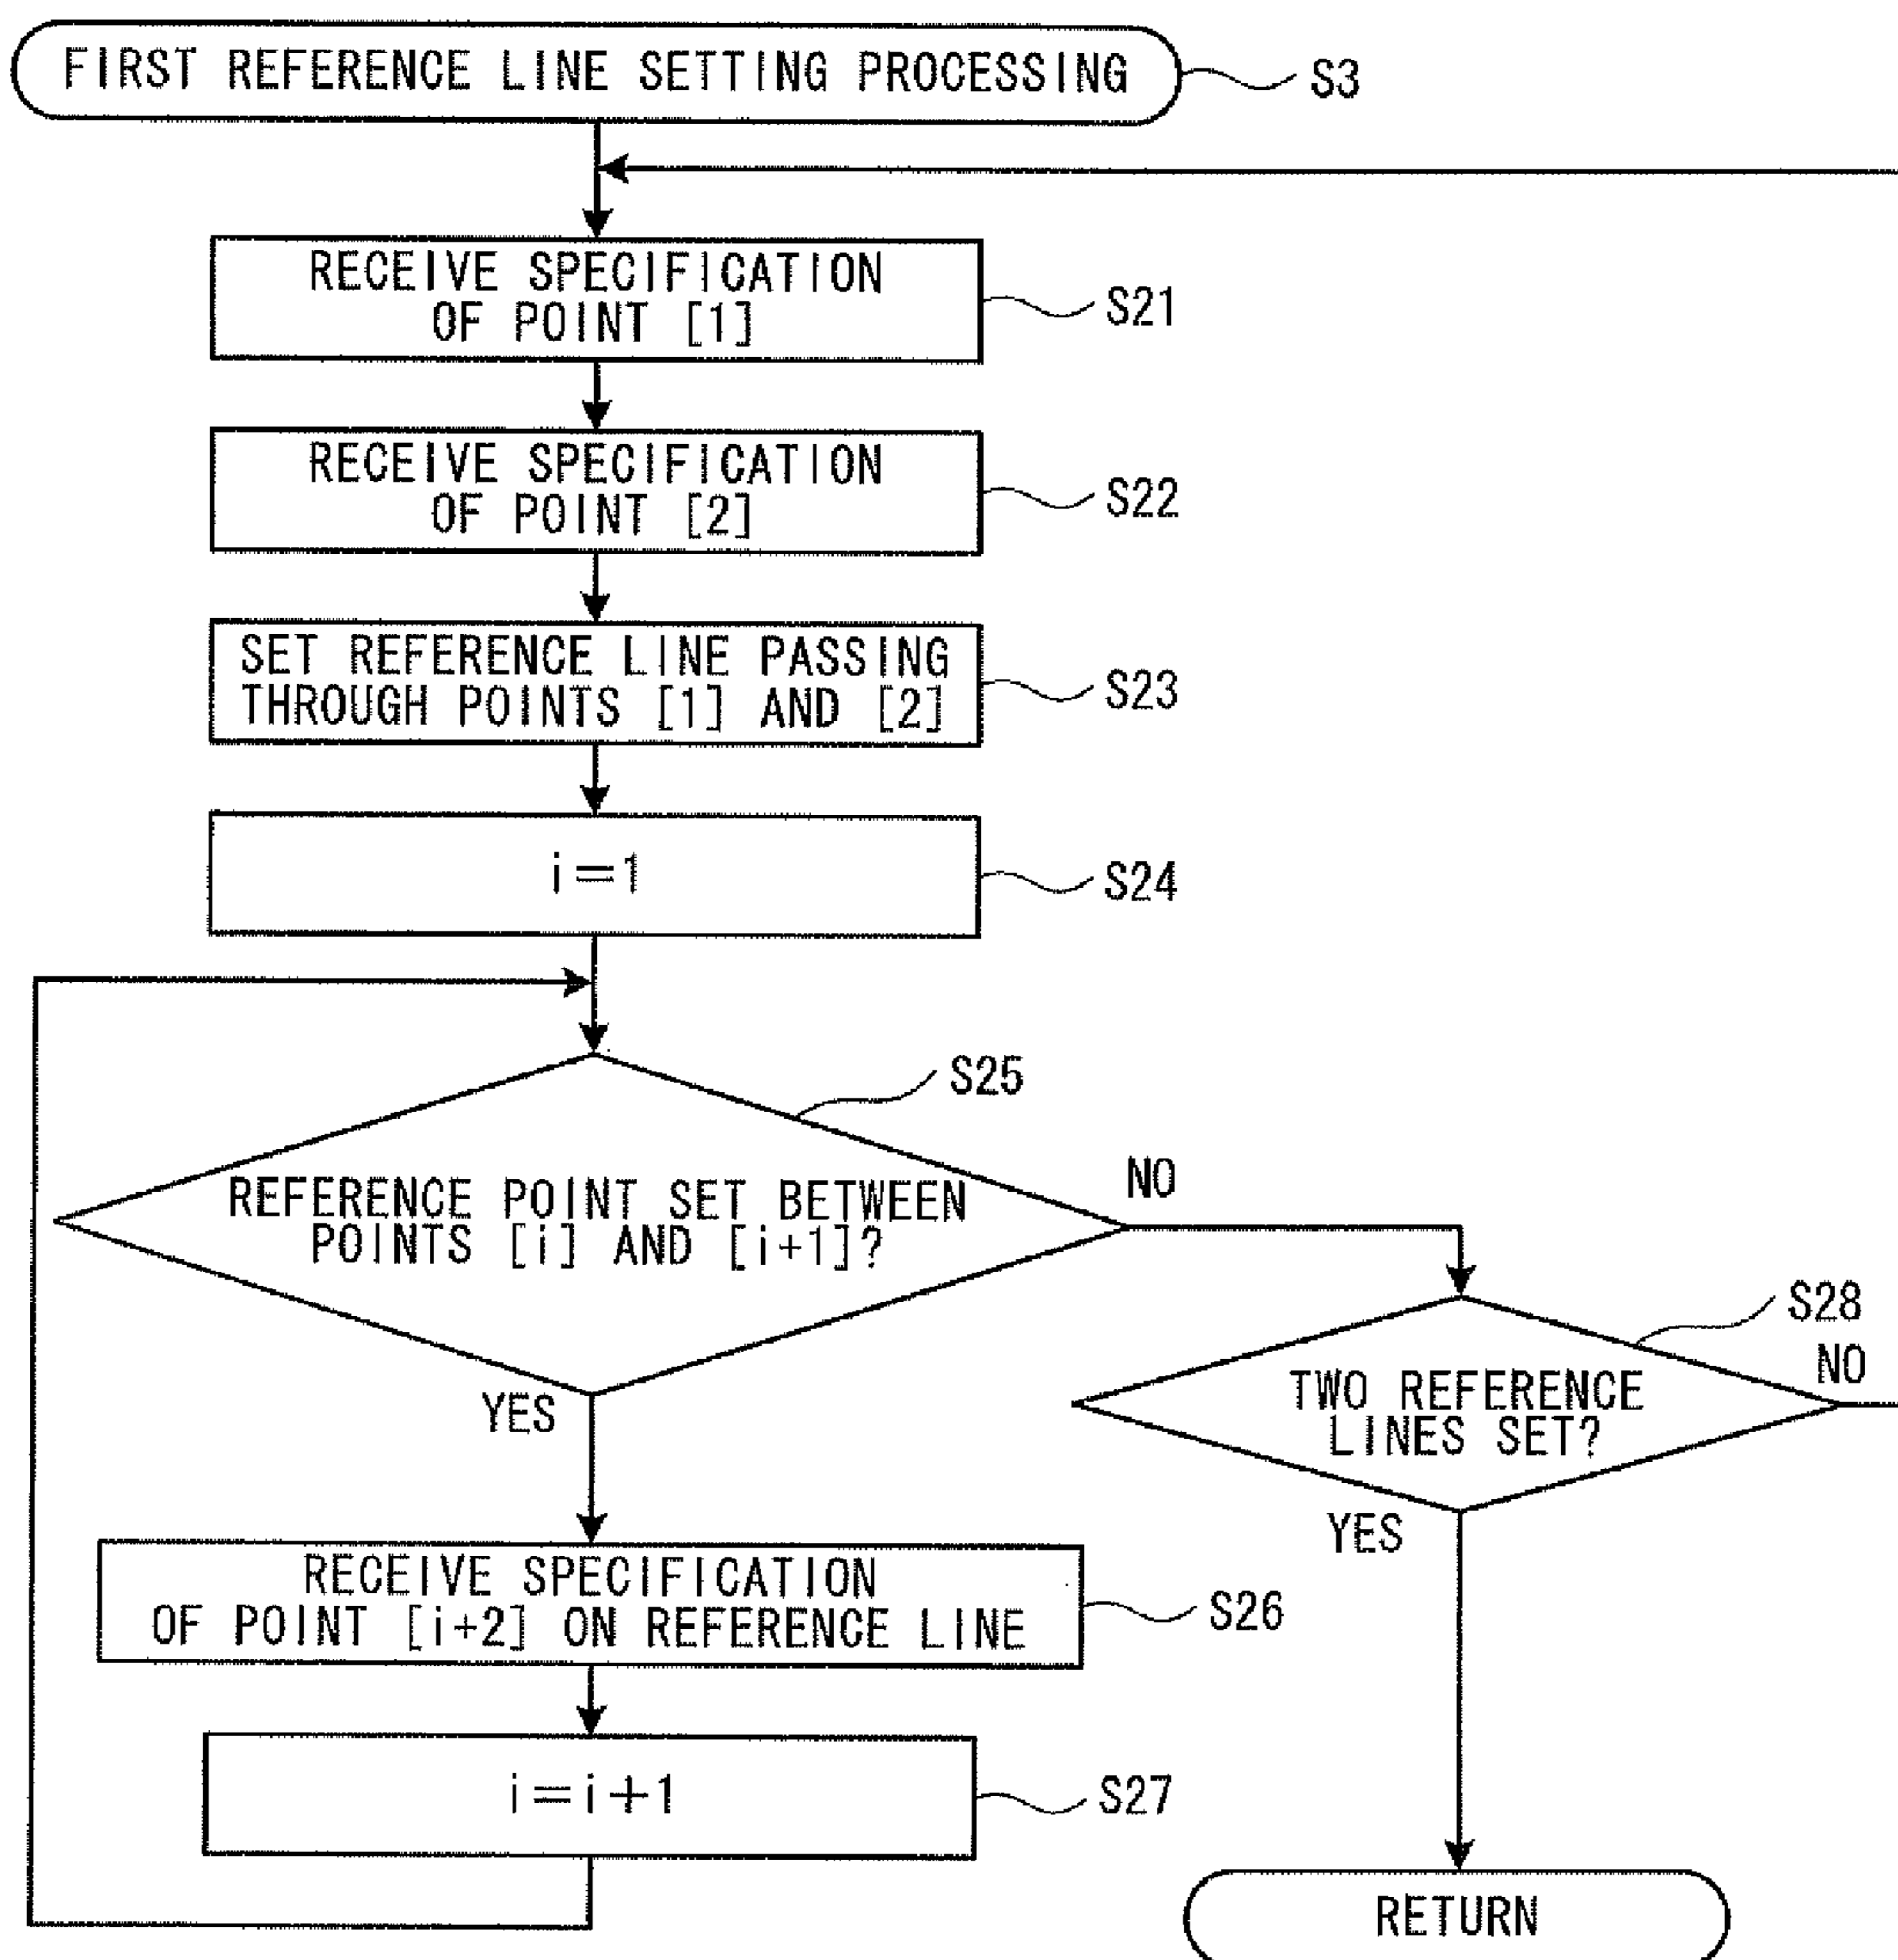 FIRST REFERENCE LINE SETTING PROCESSING
S3
RECEIVE SPECIFICATION
OF POINT [1]
S21
RECEIVE SPECIFICATION
OF POINT [2]
S22
SET REFERENCE LINE PASSING
THROUGH POINTS [1] AND [2]
S23
i=1
S24
S25
REFERENCE POINT SET BETWEEN
POINTS [i] AND [i+1]?
NO
YES
S28
TWO REFERENCE
LINES SET?
NO
YES
RECEIVE SPECIFICATION
OF POINT [i+2] ON REFERENCE LINE
S26
i=i+1
S27
RETURN